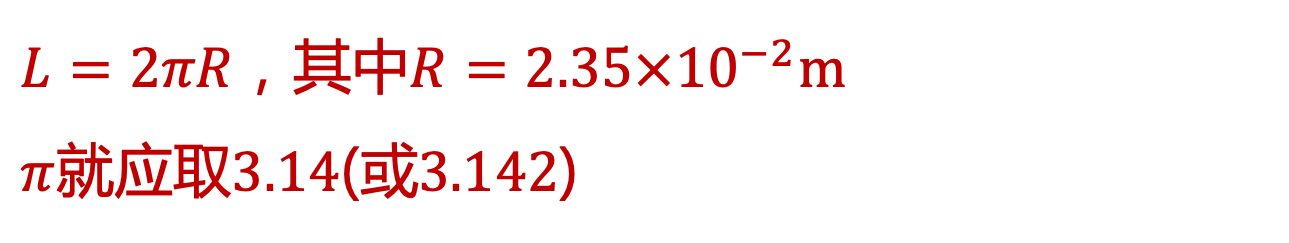 L = 2πR，其中R = 2.35×10⁻²m
π就应取3.14(或3.142)